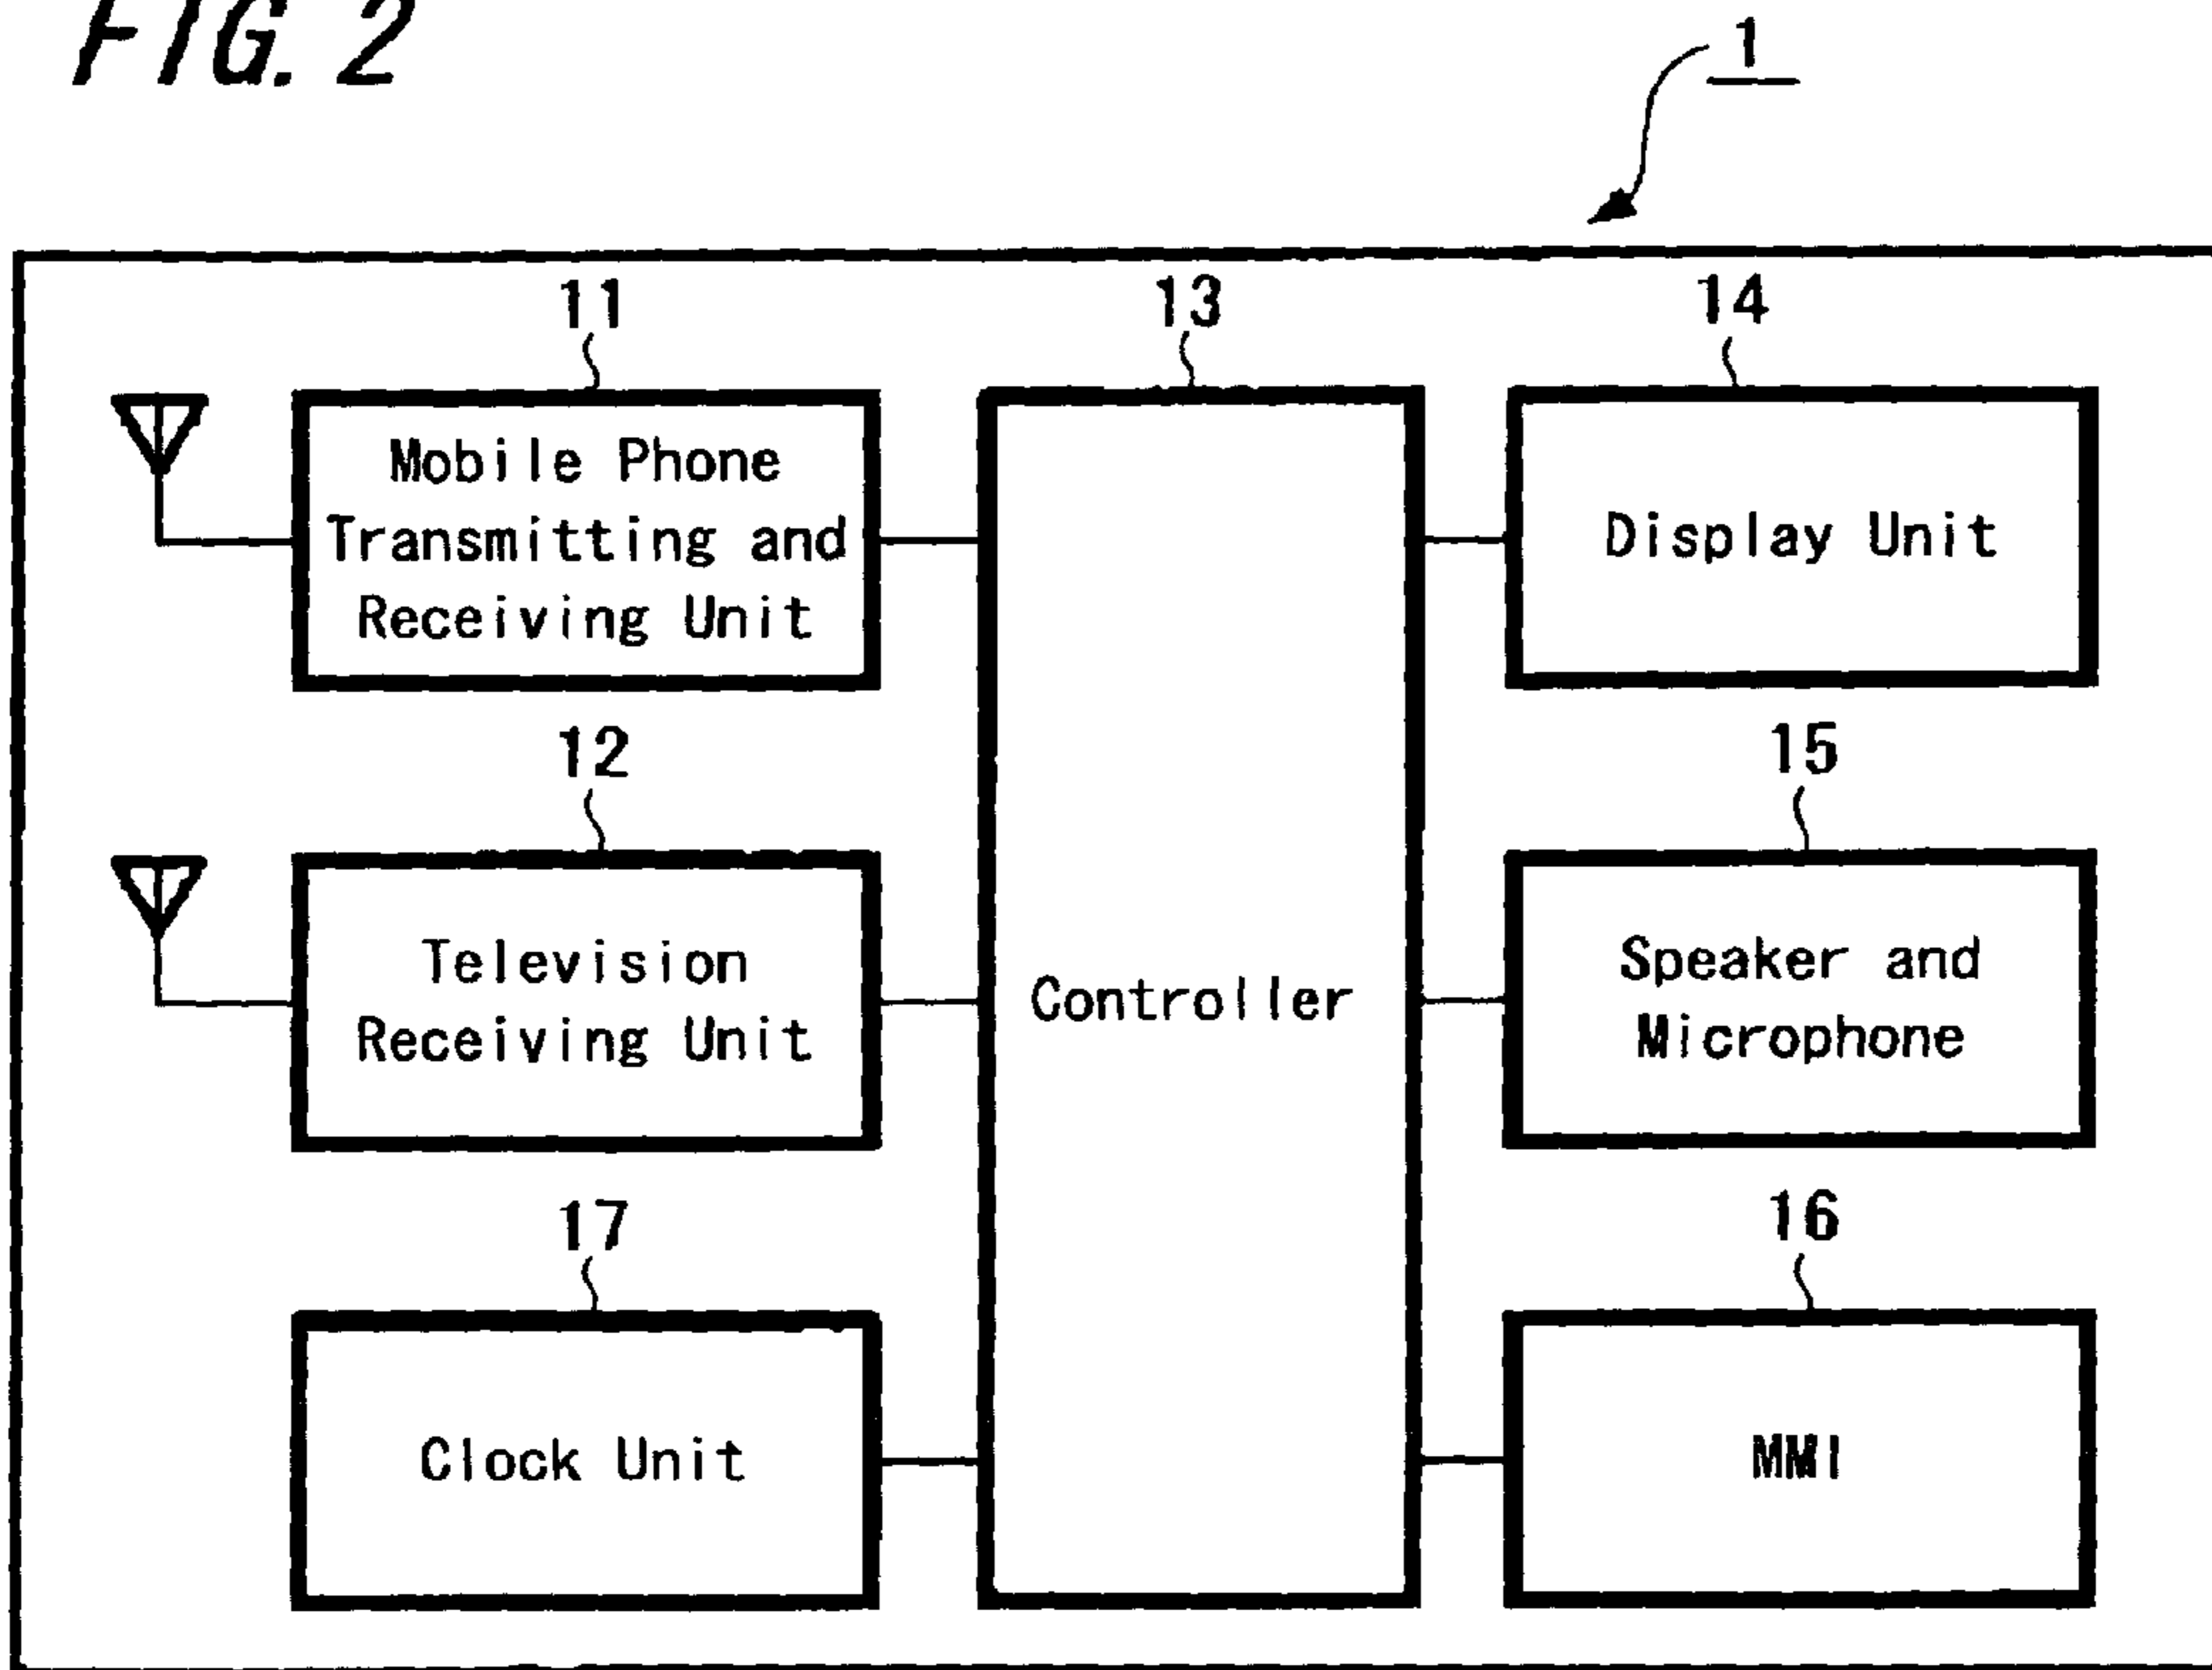 FIG. 2
1
11
13
14
Mobile Phone
Transmitting and
Receiving Unit
Display Unit
12
15
Television
Receiving Unit
Controller
Speaker and
Microphone
17
16
Clock Unit
MMI